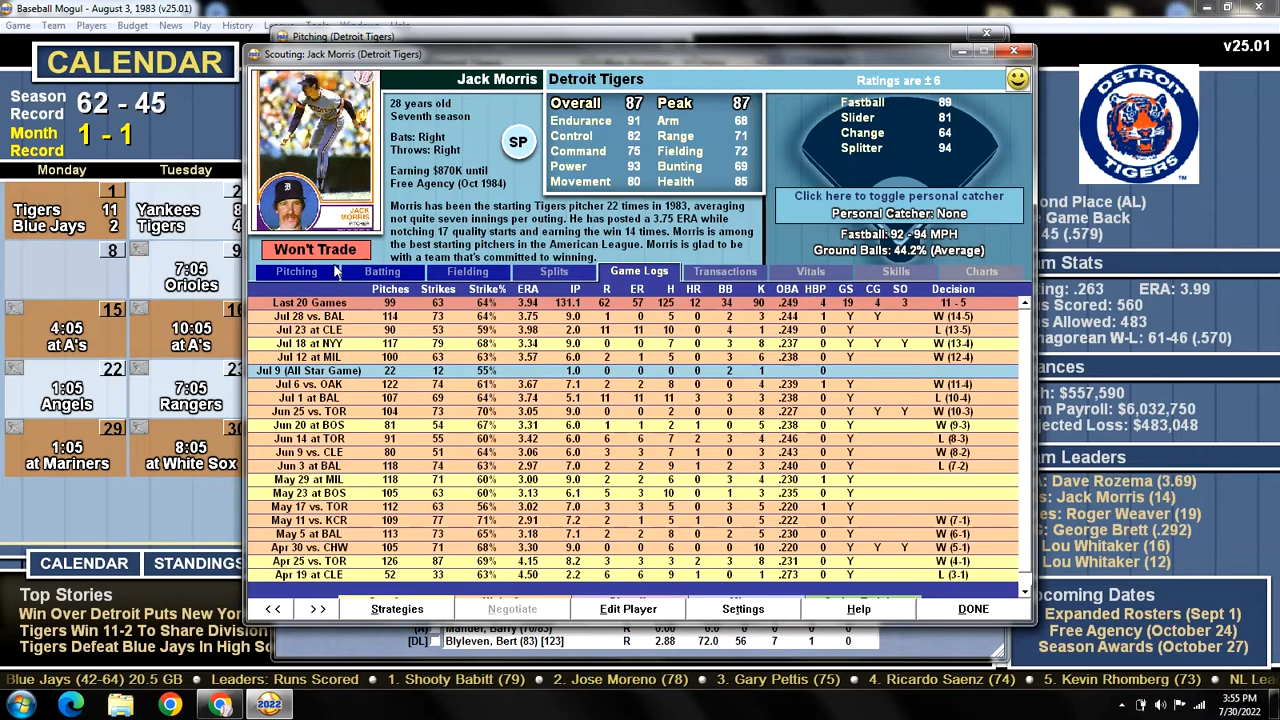 Baseball Mogul - August 3, 1983 (v25.01)
Game Team Players Budget News Play History
Pitching (Detroit Tigers)
Scouting: Jack Morris (Detroit Tigers)
v25.01
CALENDAR
Season Record 62 - 45
Month Record 1 - 1
Monday Tuesday
1 Tigers 11 Blue Jays 2
2 Yankees 8 Tigers 4
8
9 7:05 Orioles
15 4:05 at A's
16 10:05 at A's
22 1:05 Angels
23 7:05 Rangers
29 1:05 at Mariners
30 8:05 at White Sox
CALENDAR STANDINGS
Top Stories
Win Over Detroit Puts New Yor
Tigers Win 11-2 To Share Division
Tigers Defeat Blue Jays In High Sc
Jack Morris Detroit Tigers Ratings are ± 6
JACK MORRIS PITCHER
28 years old
Seventh season
Bats: Right
Throws: Right
Earning $870K until
Free Agency (Oct 1984)
SP
Overall 87 Peak 87
Endurance 91 Arm 68
Control 82 Range 71
Command 75 Fielding 72
Power 93 Bunting 69
Movement 80 Health 85
Fastball 89
Slider 81
Change 64
Splitter 94
Click here to toggle personal catcher
Personal Catcher: None
Fastball: 92 - 94 MPH
Ground Balls: 44.2% (Average)
Morris has been the starting Tigers pitcher 22 times in 1983, averaging
not quite seven innings per outing. He has posted a 3.75 ERA while
notching 17 quality starts and earning the win 14 times. Morris is among
the best starting pitchers in the American League. Morris is glad to be
with a team that's committed to winning.
Won't Trade
Pitching Batting Fielding Splits Game Logs Transactions Vitals Skills Charts
Pitches Strikes Strike% ERA IP R ER H HR BB K OBA HBP GS CG SO Decision
Last 20 Games 99 63 64% 3.94 131.1 62 57 125 12 34 90 .249 4 19 4 3 11 - 5
Jul 28 vs. BAL 114 73 64% 3.75 9.0 1 0 5 0 2 3 .244 1 Y Y W (14-5)
Jul 23 at CLE 90 53 59% 3.98 2.0 11 11 10 0 4 1 .249 0 Y L (13-5)
Jul 18 at NYY 117 79 68% 3.34 9.0 0 0 7 0 3 8 .237 0 Y Y Y W (13-4)
Jul 12 at MIL 100 63 63% 3.57 6.0 2 1 5 0 3 6 .238 0 Y W (12-4)
Jul 9 (All Star Game) 22 12 55% 1.0 0 0 0 2 1 0
Jul 6 vs. OAK 122 74 61% 3.67 7.1 2 2 8 0 4 0 .239 1 Y W (11-4)
Jul 1 at BAL 107 69 64% 3.74 5.1 11 11 11 3 3 3 .238 0 Y L (10-4)
Jun 25 vs. TOR 104 73 70% 3.05 9.0 0 0 2 0 0 8 .227 0 Y Y Y W (10-3)
Jun 20 at BOS 81 54 67% 3.31 6.0 1 1 2 1 0 5 .238 0 Y W (9-3)
Jun 14 at TOR 91 55 60% 3.42 6.0 6 6 8 2 3 4 .246 0 Y L (8-3)
Jun 9 vs. CLE 80 51 64% 3.06 6.0 3 3 7 1 0 3 .243 0 Y W (8-2)
Jun 3 at BAL 118 74 63% 2.97 7.0 2 2 9 1 2 3 .240 0 Y L (7-2)
May 29 at MIL 118 71 60% 3.00 9.0 2 2 6 0 3 4 .230 1 Y
May 23 at BOS 105 63 60% 3.13 6.1 5 3 10 0 1 3 .235 0 Y
May 17 vs. TOR 112 63 56% 3.02 7.0 3 3 5 0 3 5 .220 1 Y
May 11 vs. KCR 109 77 71% 2.91 7.2 2 1 5 1 0 5 .222 0 Y W (7-1)
May 5 at BAL 113 73 65% 3.18 7.1 2 2 8 0 2 5 .232 0 Y W (6-1)
Apr 30 vs. CHW 105 71 68% 3.30 9.0 0 0 6 0 0 10 .220 0 Y Y Y W (5-1)
Apr 25 vs. TOR 126 87 69% 4.15 8.2 3 3 3 2 3 8 .231 0 Y W (4-1)
Apr 19 at CLE 52 33 63% 4.50 2.2 6 6 9 1 0 1 .273 0 Y L (3-1)
<< >> Strategies Negotiate Edit Player Settings Help DONE
[DL] Blyleven, Bert (83) [123] R 2.88 72.0 56 7 1 0
DETROIT TIGERS
ond Place (AL)
Game Back
45 (.579)
am Stats
ng: .263 ERA: 3.99
s Scored: 560
s Allowed: 483
hagorean W-L: 61-46 (.570)
ances
h: $557,590
m Payroll: $6,032,750
jected Loss: $483,048
am Leaders
A: Dave Rozema (3.69)
s: Jack Morris (14)
s: Roger Weaver (19)
G: George Brett (.292)
Lou Whitaker (16)
Lou Whitaker (12)
pcoming Dates
Expanded Rosters (Sept 1)
Free Agency (October 24)
Season Awards (October 27)
Blue Jays (42-64) 20.5 GB • Leaders: Runs Scored • 1. Shooty Babitt (79) • 2. Jose Moreno (78) • 3. Gary Pettis (75) • 4. Ricardo Saenz (74) • 5. Kevin Rhomberg (73) • NL Lea
2022
3:55 PM
7/30/2022